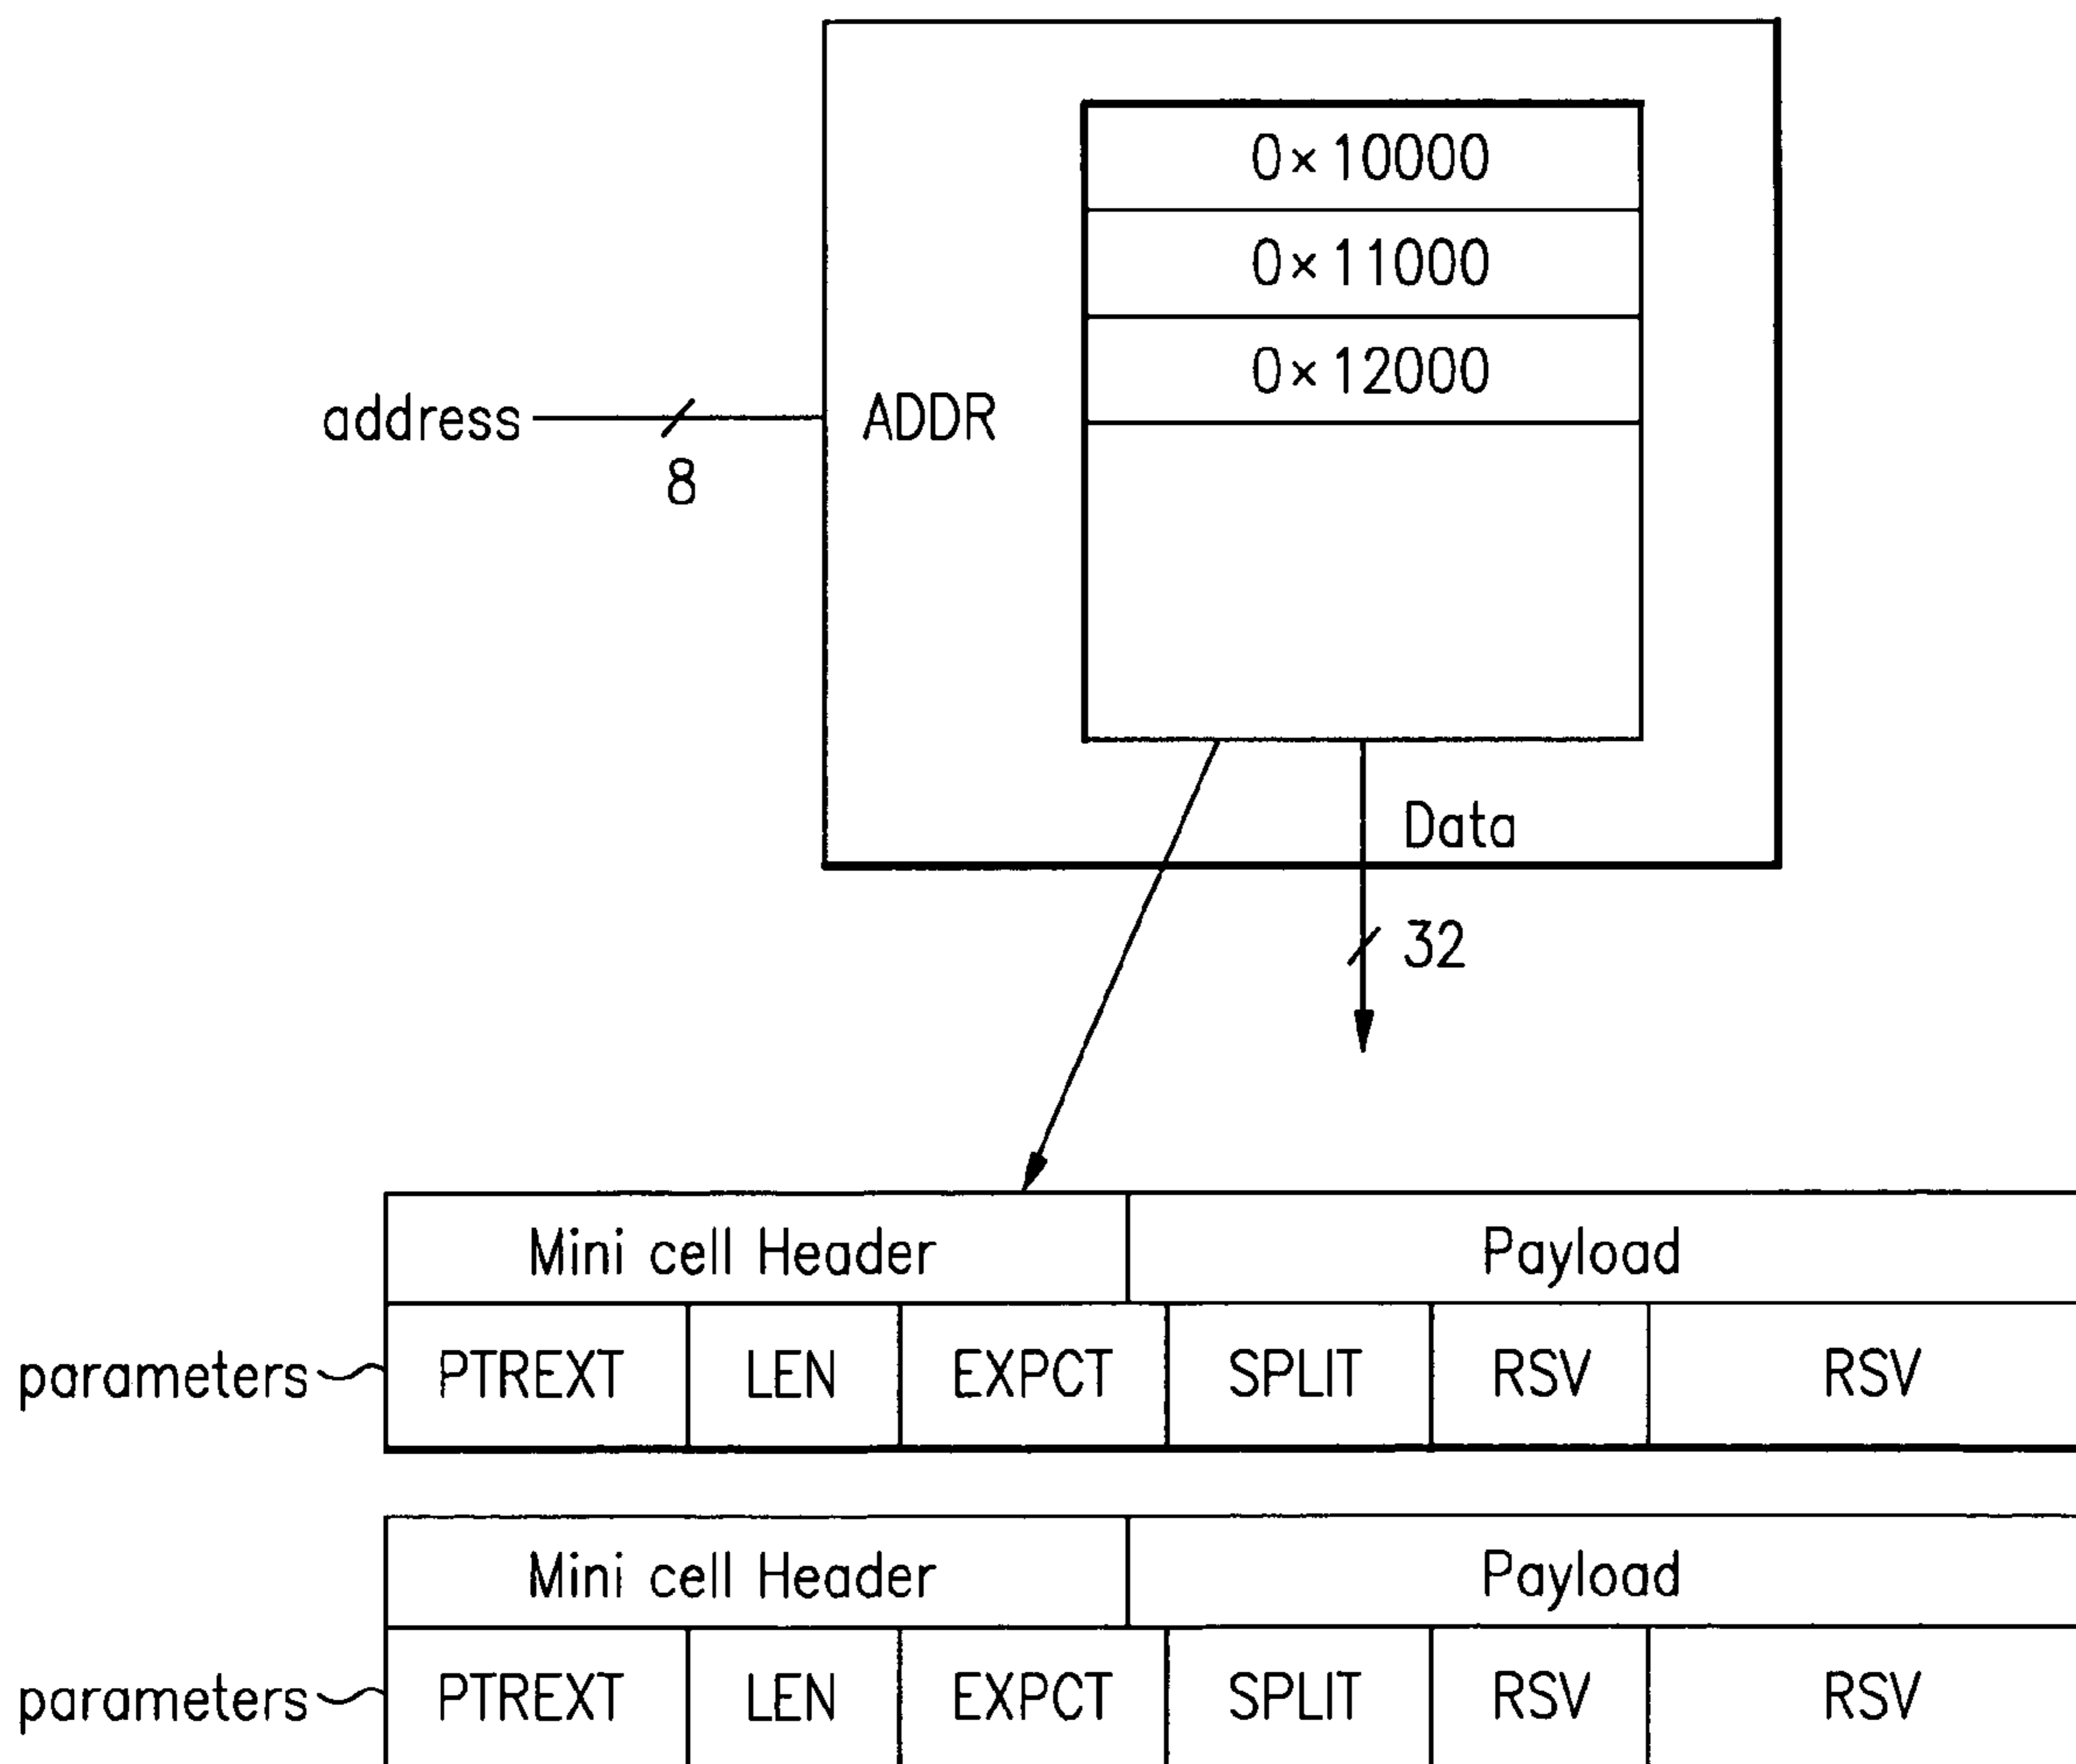 0×10000
0×11000
0×12000
address
8
ADDR
Data
32
Mini cell Header Payload
parameters PTREXT LEN EXPCT SPLIT RSV RSV
Mini cell Header Payload
parameters PTREXT LEN EXPCT SPLIT RSV RSV